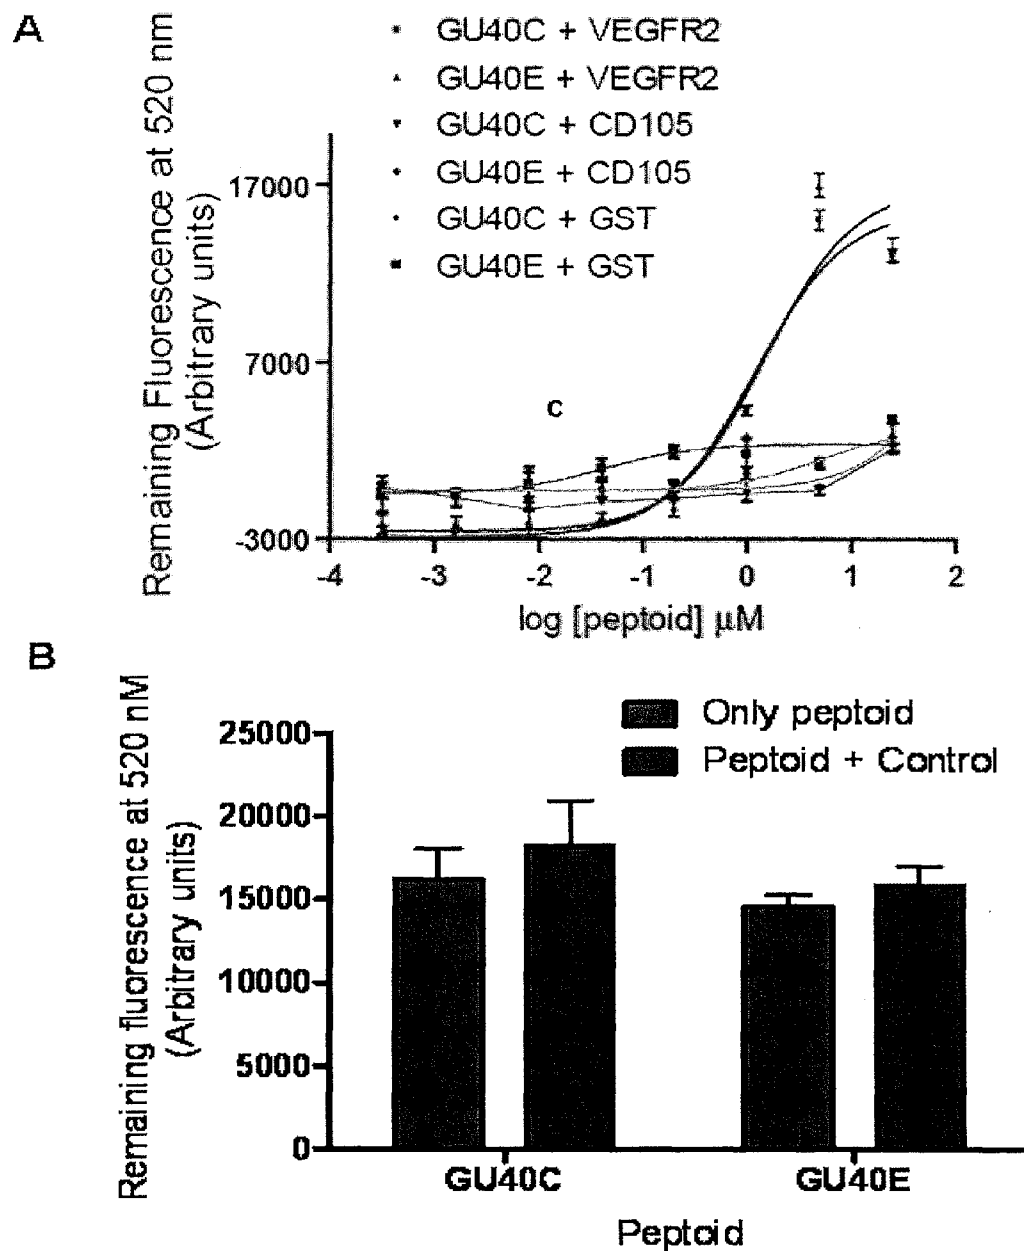 A
GU40C + VEGFR2
GU40E + VEGFR2
GU40C + CD105
GU40E + CD105
GU40C + GST
GU40E + GST
Remaining Fluorescence at 520 nm
(Arbitrary units)
17000
7000
-3000
C
-4 -3 -2 -1 0 1 2
log [peptoid] µM
B
Only peptoid
Peptoid + Control
Remaining fluorescence at 520 nM
(Arbitrary units)
25000
20000
15000
10000
5000
0
GU40C GU40E
Peptoid